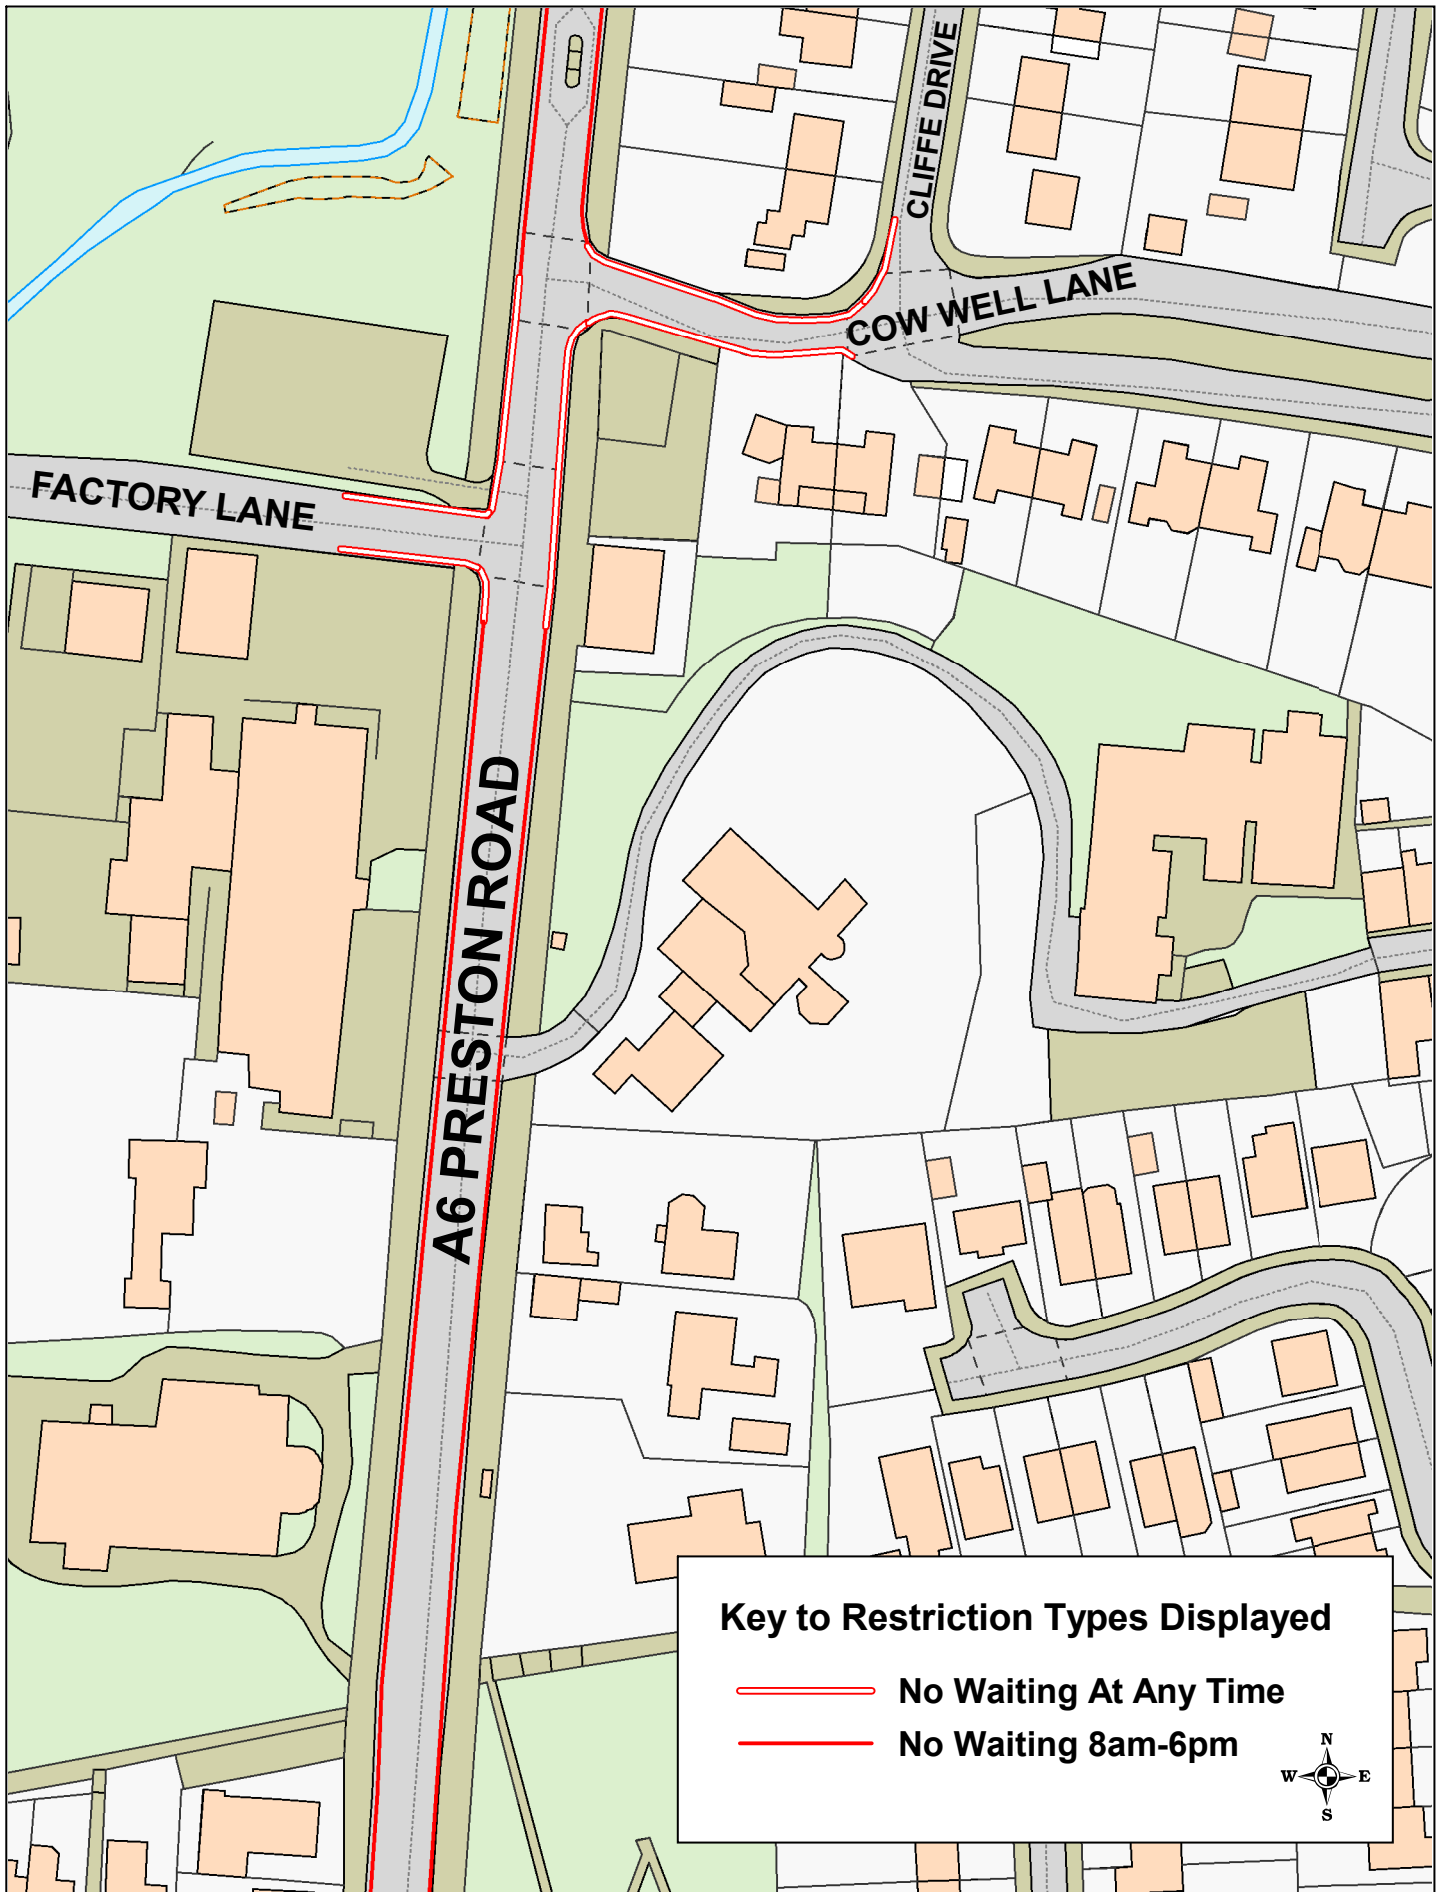 CLIFFE DRIVE
COW WELL LANE
FACTORY LANE
A6 PRESTON ROAD
Key to Restriction Types Displayed
No Waiting At Any Time
No Waiting 8am-6pm
N
W E
S